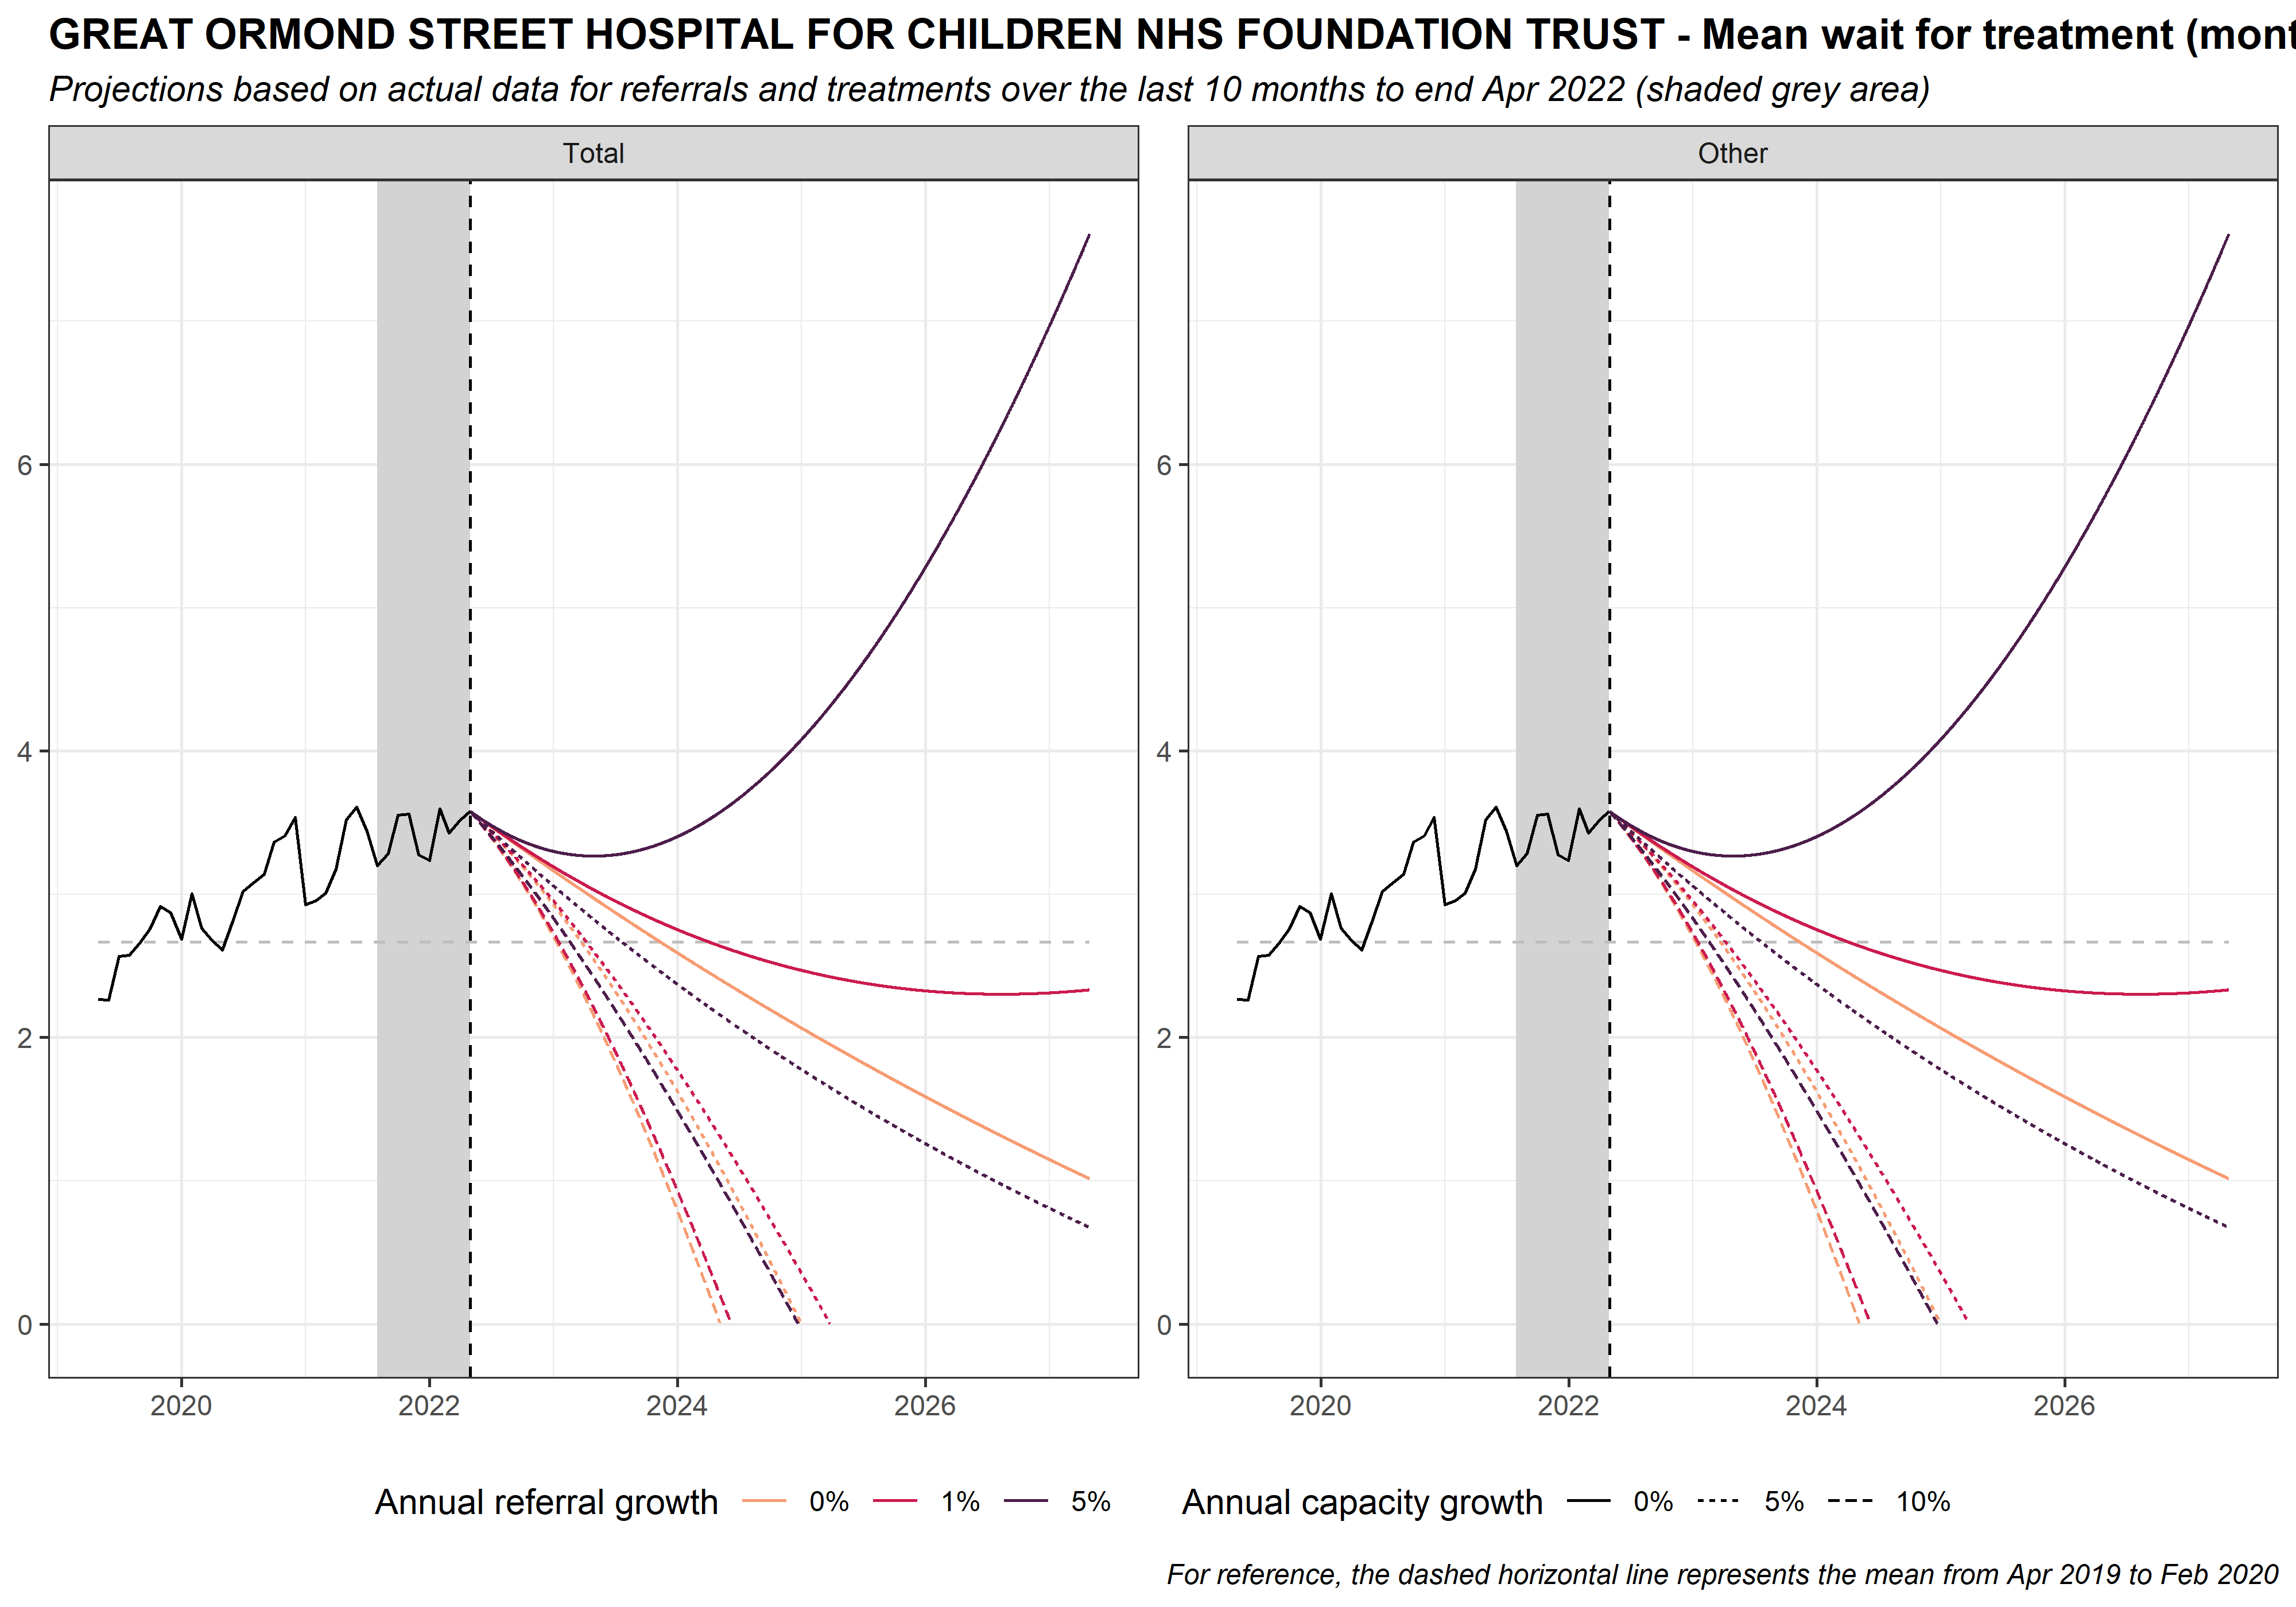 GREAT ORMOND STREET HOSPITAL FOR CHILDREN NHS FOUNDATION TRUST - Mean wait for treatment (mont
Projections based on actual data for referrals and treatments over the last 10 months to end Apr 2022 (shaded grey area)
Total
Other
6
4
2
0
2020 2022 2024 2026
6
4
2
0
2020 2022 2024 2026
Annual referral growth 0% 1% 5%
Annual capacity growth 0% 5% 10%
For reference, the dashed horizontal line represents the mean from Apr 2019 to Feb 2020